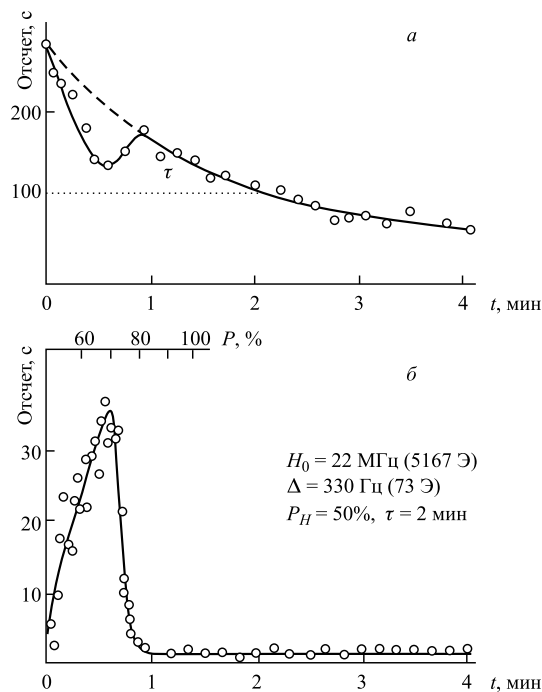 а
Отсчет, с
200
100
τ
0 1 2 3 4 t, мин
60 80 100 P, %
б
Отсчет, с
30
20
10
H₀ = 22 МГц (5167 Э)
Δ = 330 Гц (73 Э)
P_H = 50%, τ = 2 мин
0 1 2 3 4 t, мин